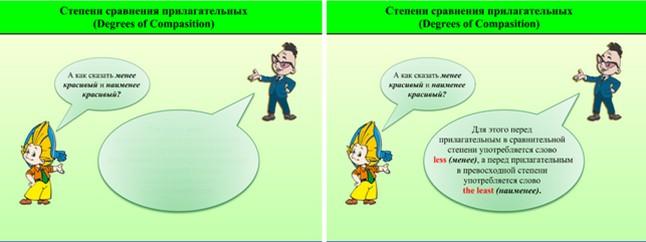 Степени сравнения прилагательных
(Degrees of Compasition)
А как сказать менее
красивый и наименее
красивый?
Степени сравнения прилагательных
(Degrees of Compasition)
А как сказать менее
красивый и наименее
красивый?
Для этого перед
прилагательным в сравнительной
степени употребляется слово
less (менее), а перед прилагательным
в превосходной степени
употребляется слово
the least (наименее).